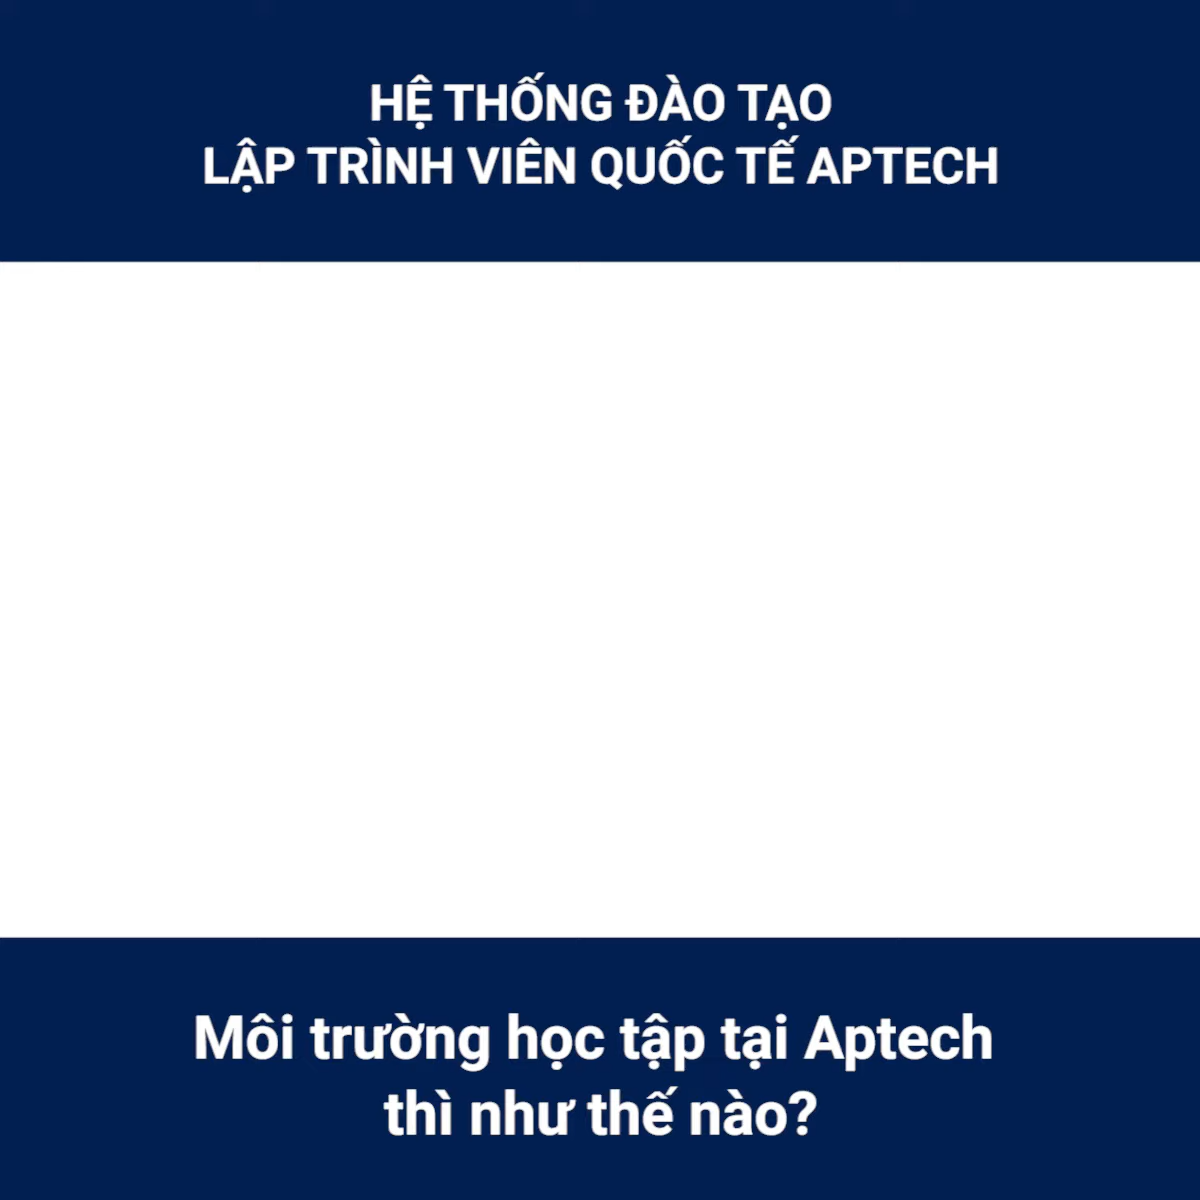 HỆ THỐNG ĐÀO TẠO
LẬP TRÌNH VIÊN QUỐC TẾ APTECH
Môi trường học tập tại Aptech
thì như thế nào?